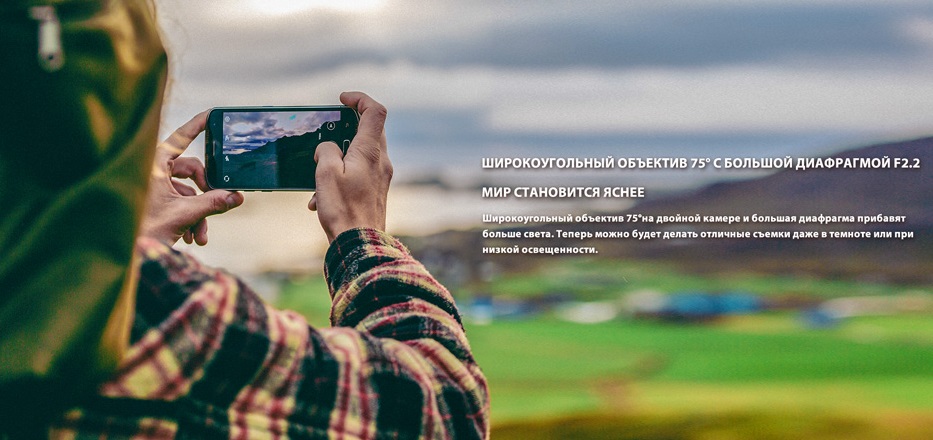 ШИРОКОУГОЛЬНЫЙ ОБЪЕКТИВ 75° С БОЛЬШОЙ ДИАФРАГМОЙ F2.2
МИР СТАНОВИТСЯ ЯСНЕЕ
Широкоугольный объектив 75°на двойной камере и большая диафрагма прибавят
больше света. Теперь можно будет делать отличные съемки даже в темноте или при
низкой освещенности.